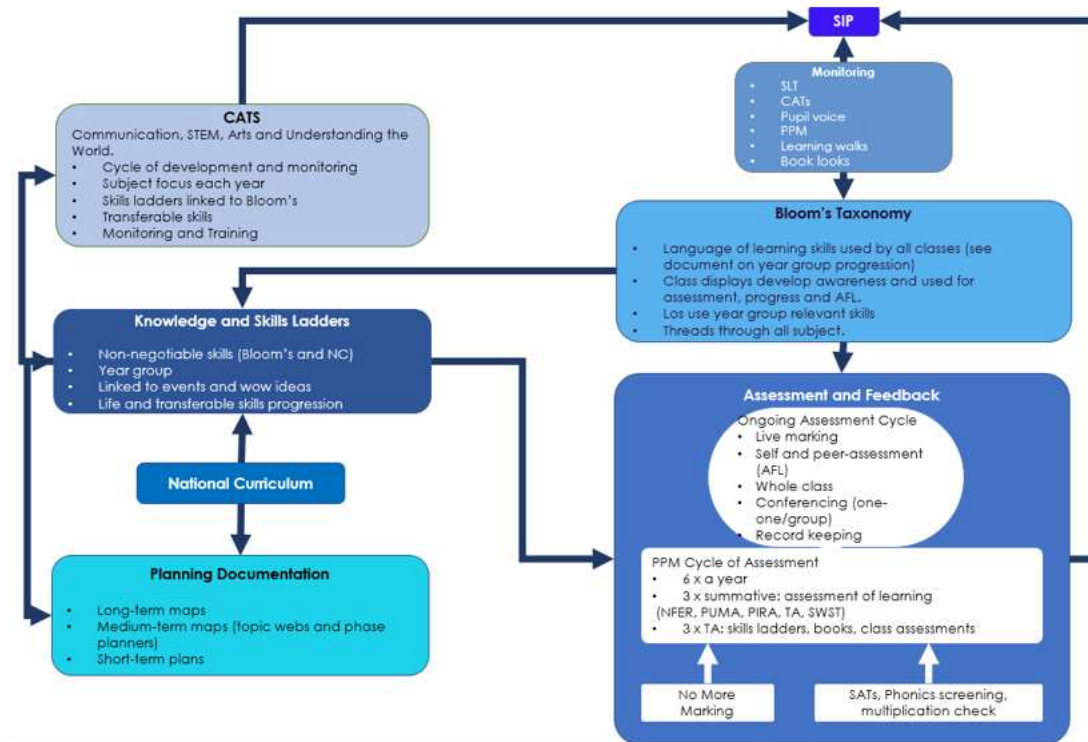 SIP
Monitoring
• SLT
• CATs
• Pupil voice
• PPM
• Learning walks
• Book looks
CATS
Communication, STEM, Arts and Understanding the
World.
• Cycle of development and monitoring
• Subject focus each year
• Skills ladders linked to Bloom's
• Transferable skills
• Monitoring and Training
Bloom's Taxonomy
• Language of learning skills used by all classes (see
document on year group progression)
• Class displays develop awareness and used for
assessment, progress and AFL.
• Los use year group relevant skills
• Threads through all subject.
Knowledge and Skills Ladders
• Non-negotiable skills (Bloom's and NC)
• Year group
• Linked to events and wow ideas
• Life and transferable skills progression
National Curriculum
Planning Documentation
• Long-term maps
• Medium-term maps (topic webs and phase
planners)
• Short-term plans
Assessment and Feedback
Ongoing Assessment Cycle
• Live marking
• Self and peer-assessment
(AFL)
• Whole class
• Conferencing (one-
one/group)
• Record keeping
PPM Cycle of Assessment
• 6 x a year
• 3 x summative: assessment of learning
(NFER, PUMA, PIRA, TA, SWST)
• 3 x TA: skills ladders, books, class assessments
No More
Marking
SATs, Phonics screening,
multiplication check